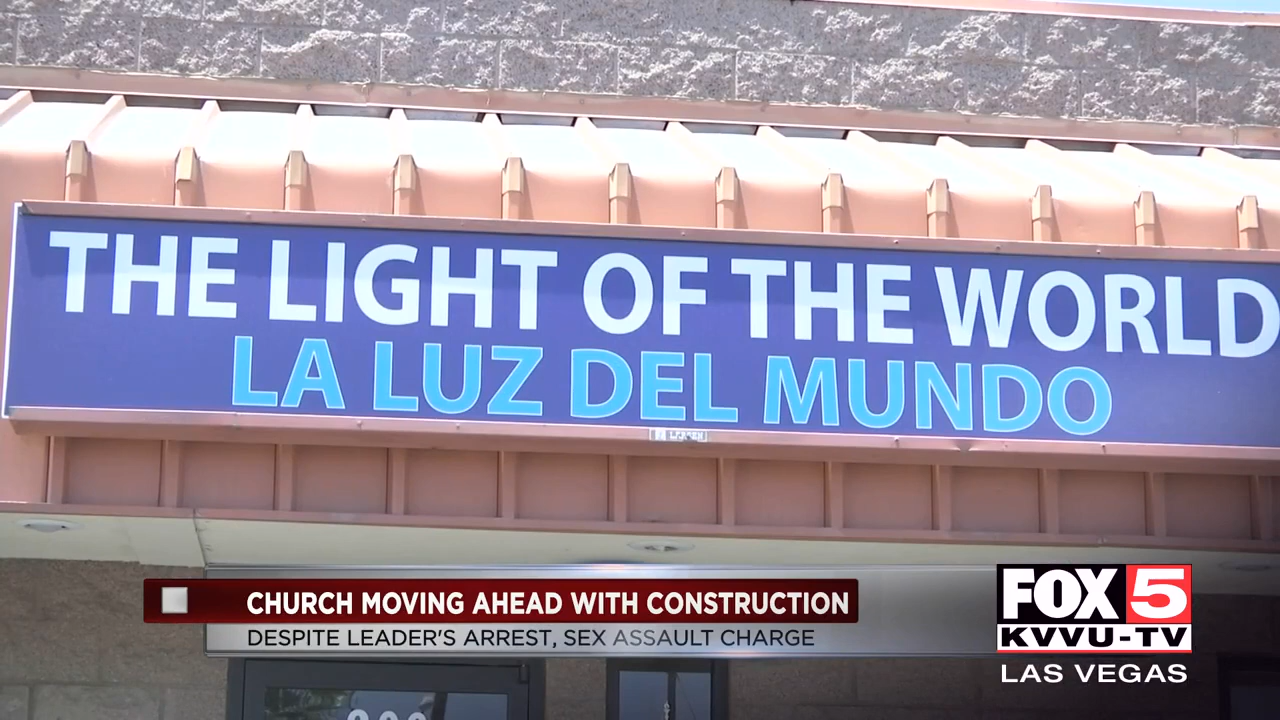 THE LIGHT OF THE WORLD
LA LUZ DEL MUNDO
CHURCH MOVING AHEAD WITH CONSTRUCTION
DESPITE LEADER'S ARREST, SEX ASSAULT CHARGE
FOX 5
KVVU-TV
LAS VEGAS